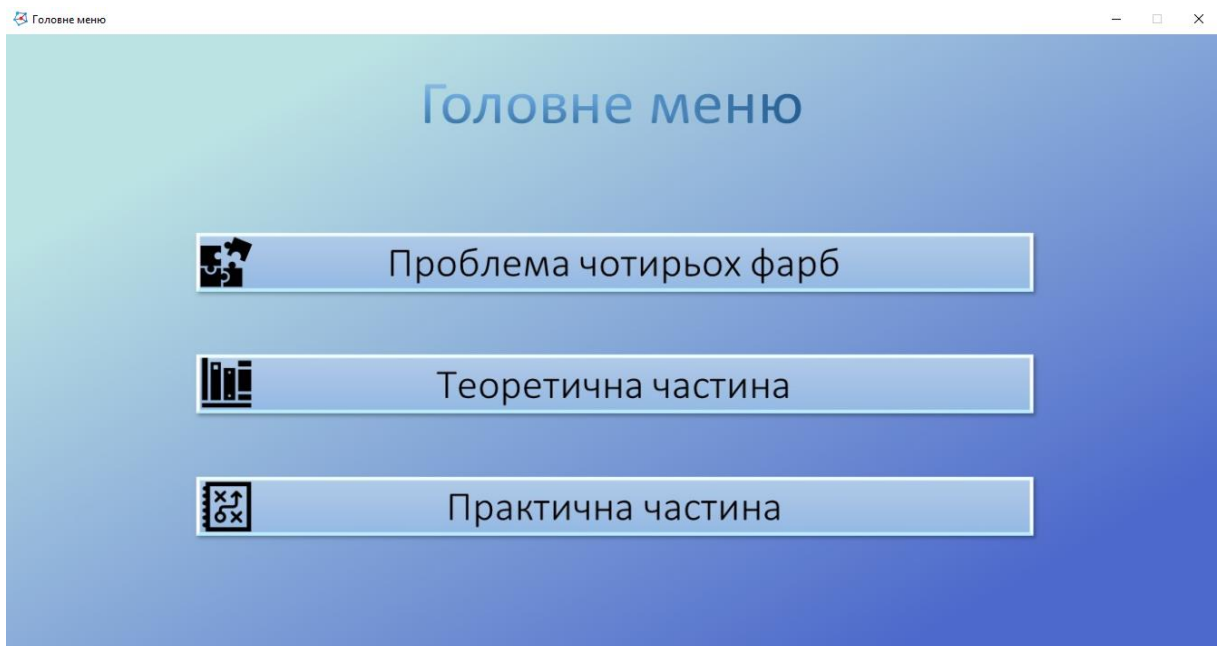 Головне меню
Головне меню
Проблема чотирьох фарб
Теоретична частина
Практична частина